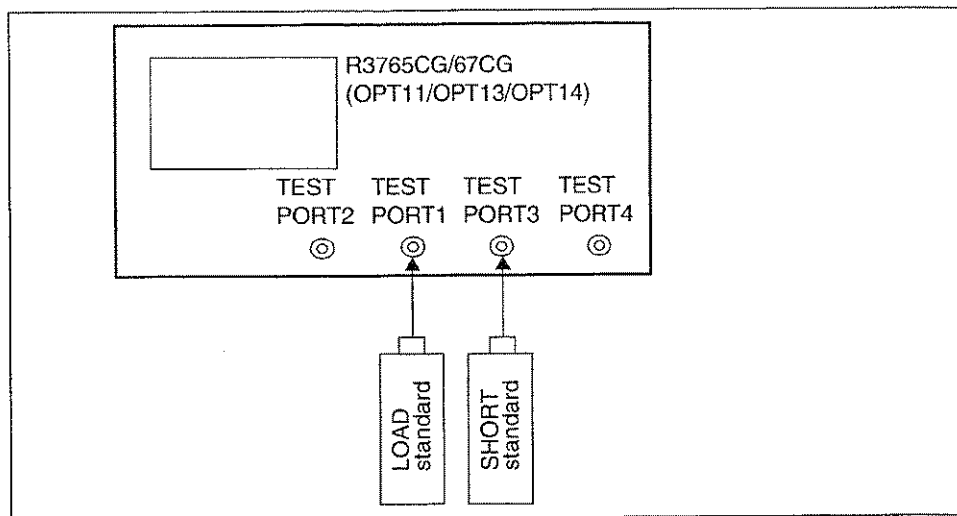 R3765CG/67CG
(OPT11/OPT13/OPT14)
TEST TEST TEST TEST
PORT2 PORT1 PORT3 PORT4
LOAD
standard
SHORT
standard